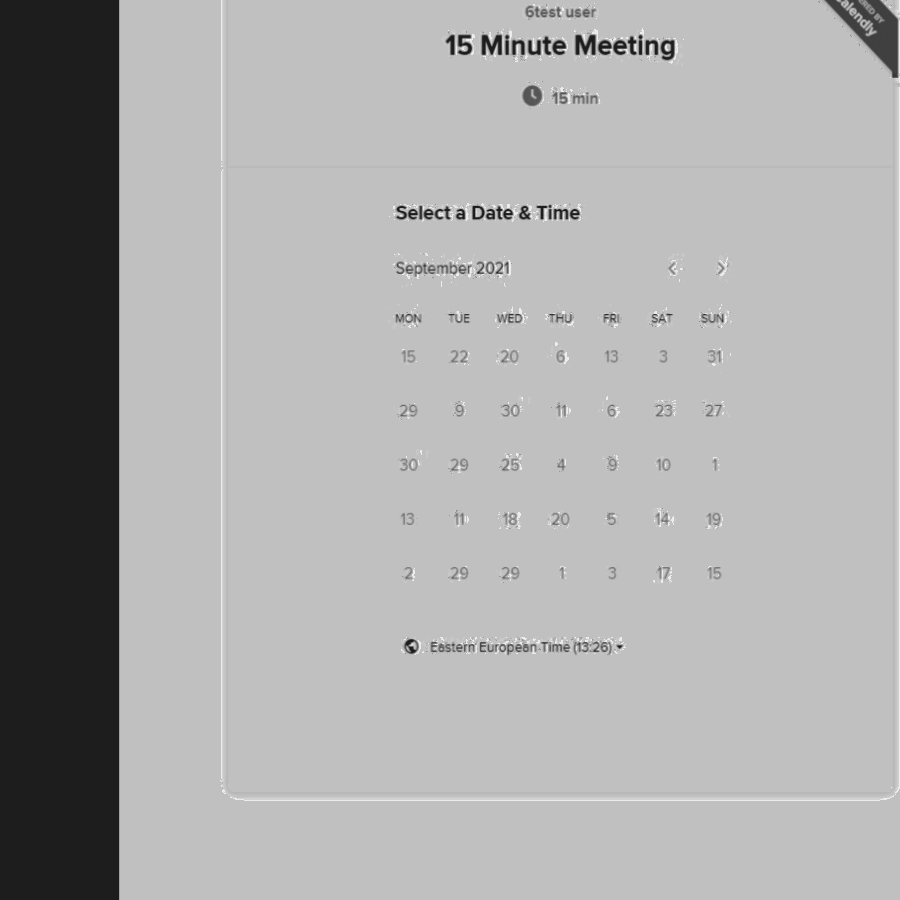 6test user
15 Minute Meeting
15 min
Select a Date & Time
September 2021
MON TUE WED THU FRI SAT SUN
15 22 20 6 13 3 31
29 9 30 11 6 23 27
30 29 25 4 9 10 1
13 11 18 20 5 14 19
2 29 29 1 3 17 15
Eastern European Time (13:26)